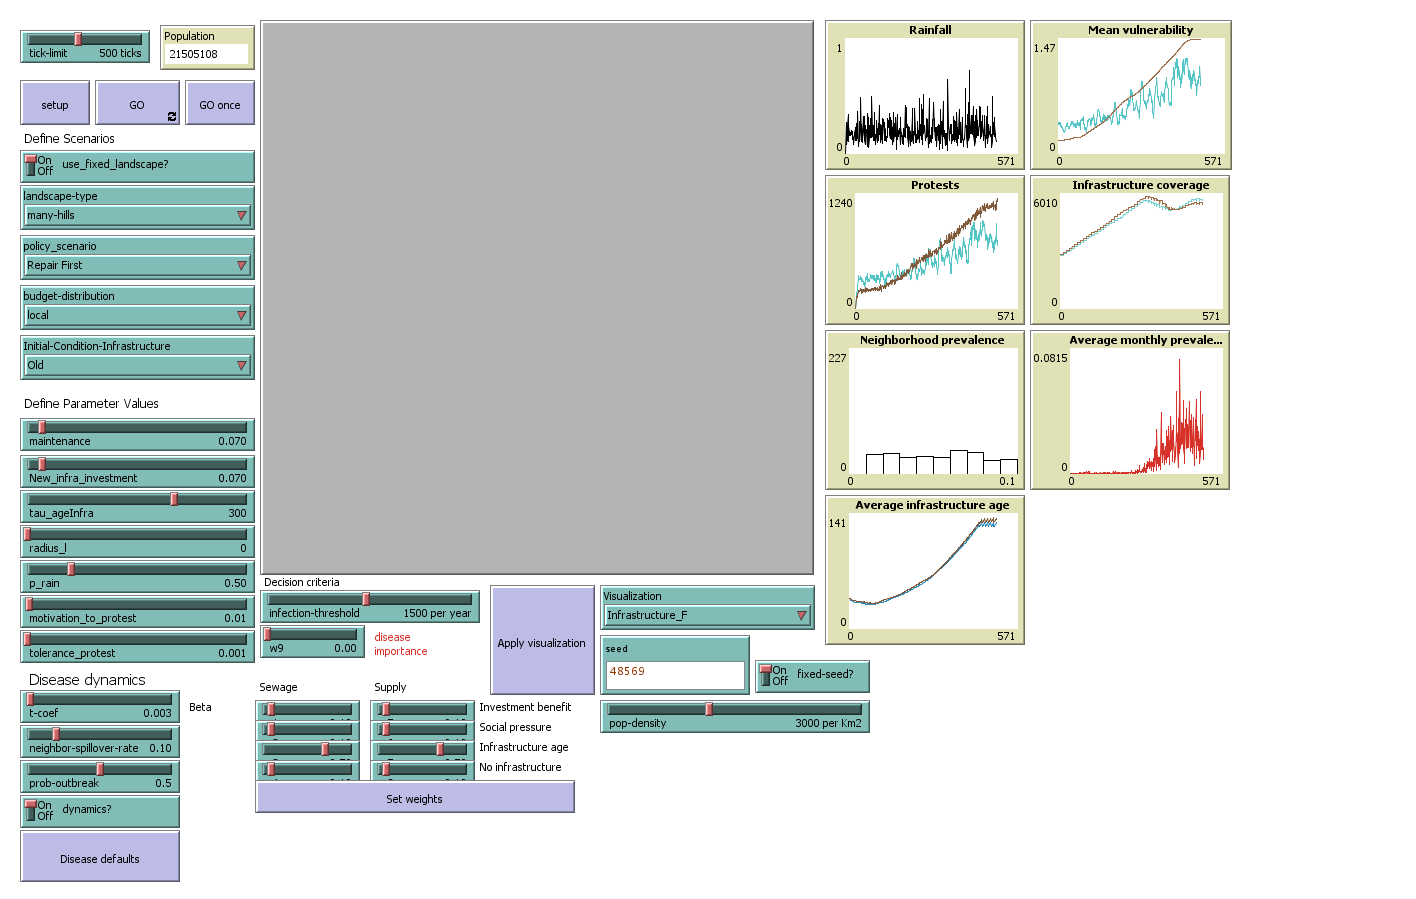 tick-limit 500 ticks
Population
21505108
setup
GO
GO once
Define Scenarios
On
Off
use_fixed_landscape?
landscape-type
many-hills
policy_scenario
Repair First
budget-distribution
local
Initial-Condition-Infrastructure
Old
Define Parameter Values
maintenance 0.070
New_infra_investment 0.070
tau_ageInfra 300
radius_l 0
p_rain 0.50
motivation_to_protest 0.01
tolerance_protest 0.001
Disease dynamics
t-coef 0.003
Beta
neighbor-spillover-rate 0.10
prob-outbreak 0.5
On
Off
dynamics?
Disease defaults
Decision criteria
infection-threshold 1500 per year
w9 0.00
disease
importance
Sewage
Supply
Investment benefit
Social pressure
Infrastructure age
No infrastructure
Set weights
Apply visualization
Visualization
Infrastructure_F
seed
48569
On
Off
fixed-seed?
pop-density 3000 per Km2
Rainfall
1
0
0 571
Mean vulnerability
1.47
0
0 571
Protests
1240
0
0 571
Infrastructure coverage
6010
0
0 571
Neighborhood prevalence
227
0
0 0.1
Average monthly prevale...
0.0815
0
0 571
Average infrastructure age
141
0
0 571